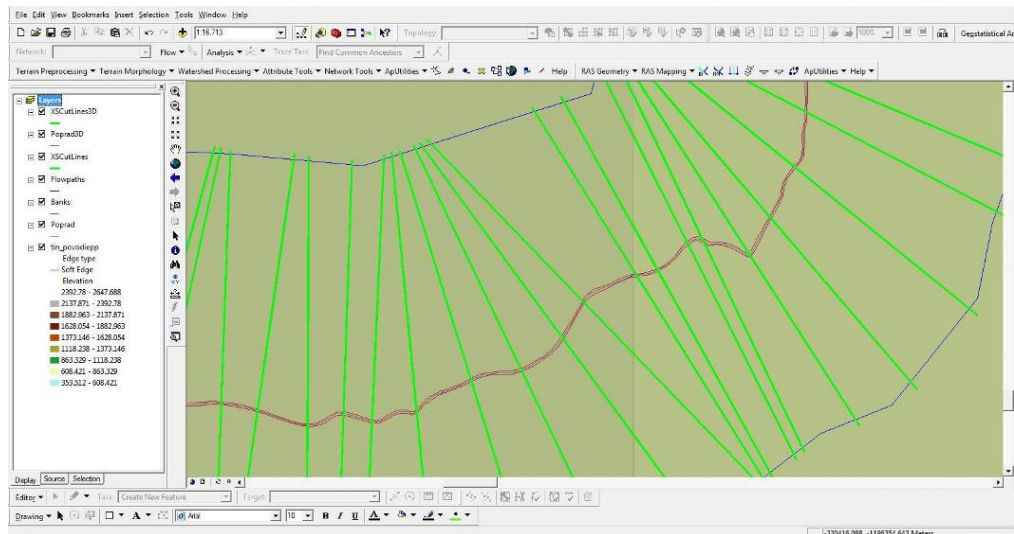 File Edit View Bookmarks Insert Selection Tools Window Help
1:16.713 Topology: 100% Geostatistical An
Network: Flow Analysis Trace Task: Find Common Ancestors
Terrain Preprocessing Terrain Morphology Watershed Processing Attribute Tools Network Tools ApUtilities Help RAS Geometry RAS Mapping ApUtilities Help
Layers
XSCutLines3D
Poprad3D
XSCutLines
Flowpaths
Banks
Poprad
tin_povodiepp
Edge type
Soft Edge
Elevation
2392.78 - 2647.688
2137.871 - 2392.78
1882.963 - 2137.871
1628.054 - 1882.963
1373.146 - 1628.054
1118.238 - 1373.146
863.329 - 1118.238
608.421 - 863.329
353.512 - 608.421
Display Source Selection
Editor Task: Create New Feature Target:
Drawing A Arial 10 B I U A